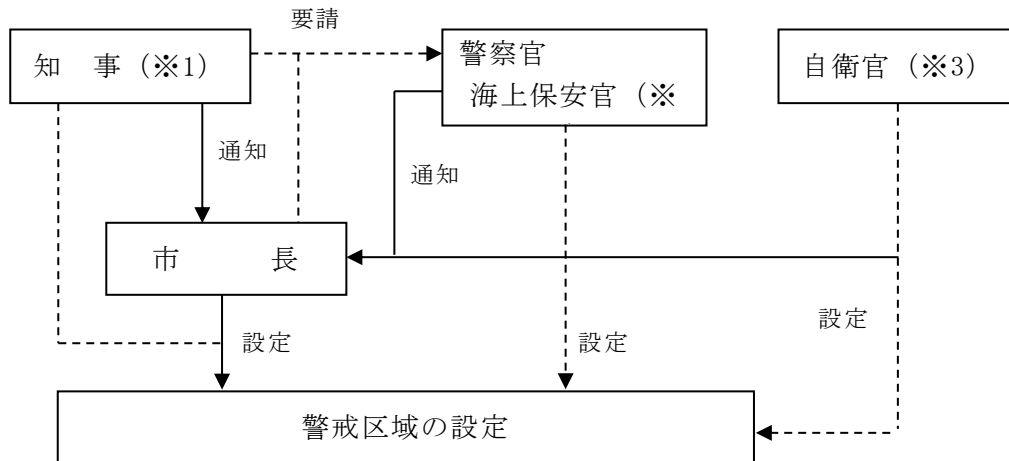 要請
知　事（※1）
警察官
海上保安官（※
自衛官（※3）
通知
通知
市　　　長
設定
設定
設定
警戒区域の設定